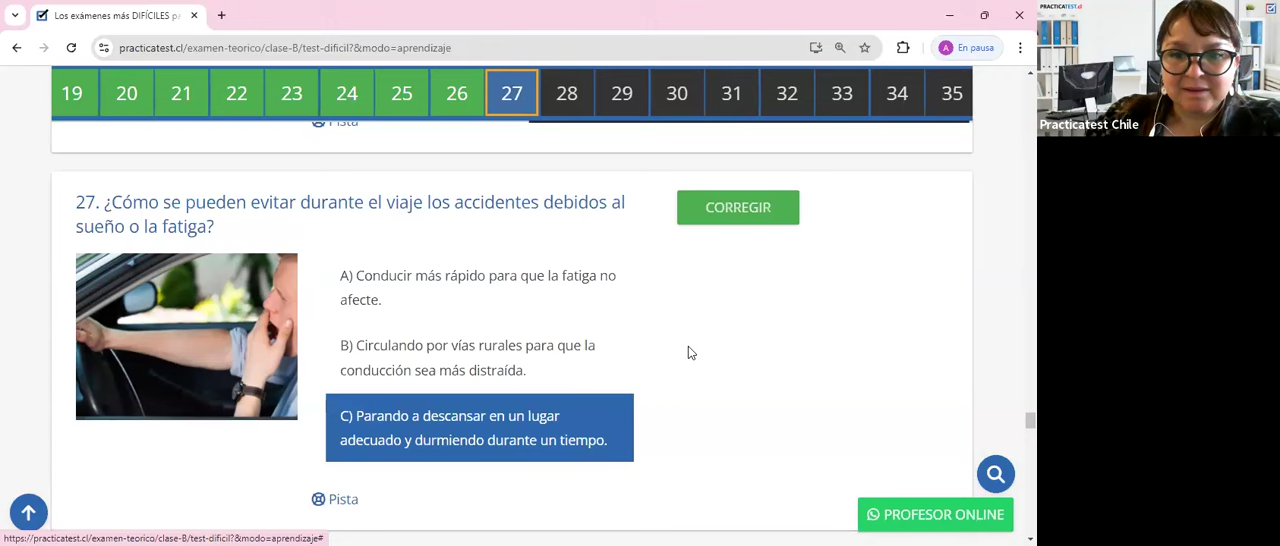 Los exámenes más DIFÍCILES pa
practicatest.cl/examen-teorico/clase-B/test-dificil?&modo=aprendizaje
A
En pausa
19 20 21 22 23 24 25 26 27 28 29 30 31 32 33 34 35
Pista
27. ¿Cómo se pueden evitar durante el viaje los accidentes debidos al
sueño o la fatiga?
CORREGIR
A) Conducir más rápido para que la fatiga no
afecte.
B) Circulando por vías rurales para que la
conducción sea más distraída.
C) Parando a descansar en un lugar
adecuado y durmiendo durante un tiempo.
Pista
PROFESOR ONLINE
https://practicatest.cl/examen-teorico/clase-B/test-dificil?&modo=aprendizaje#
PRACTICATEST.cl
Practicatest Chile